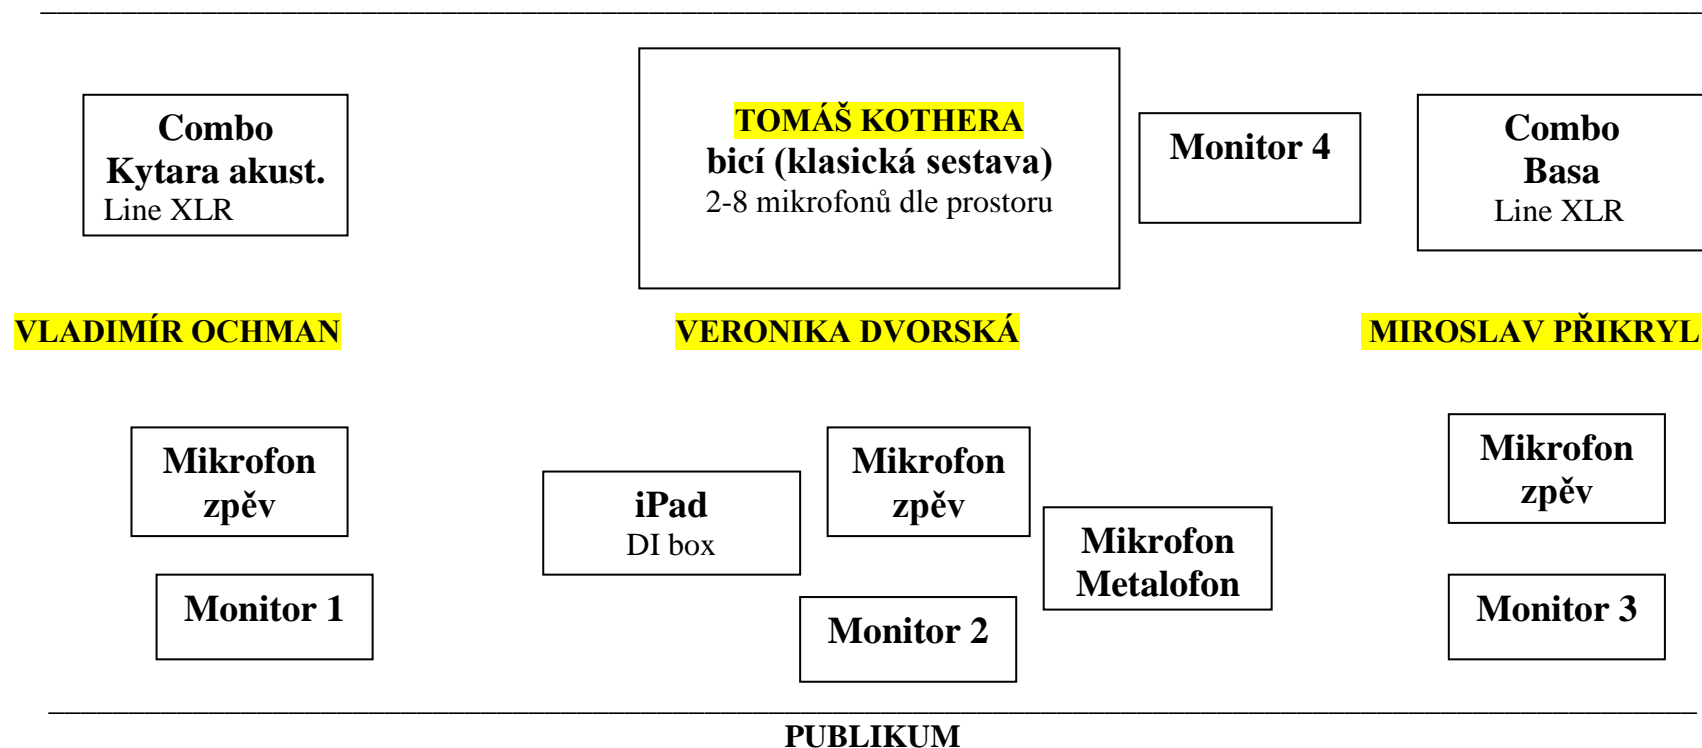 Combo
Kytara akust.
Line XLR
TOMÁŠ KOTHERA
bicí (klasická sestava)
2-8 mikrofonů dle prostoru
Monitor 4
Combo
Basa
Line XLR
VLADIMÍR OCHMAN
VERONIKA DVORSKÁ
MIROSLAV PŘIKRYL
Mikrofon
zpěv
iPad
DI box
Mikrofon
zpěv
Mikrofon
Metalofon
Mikrofon
zpěv
Monitor 1
Monitor 2
Monitor 3
PUBLIKUM